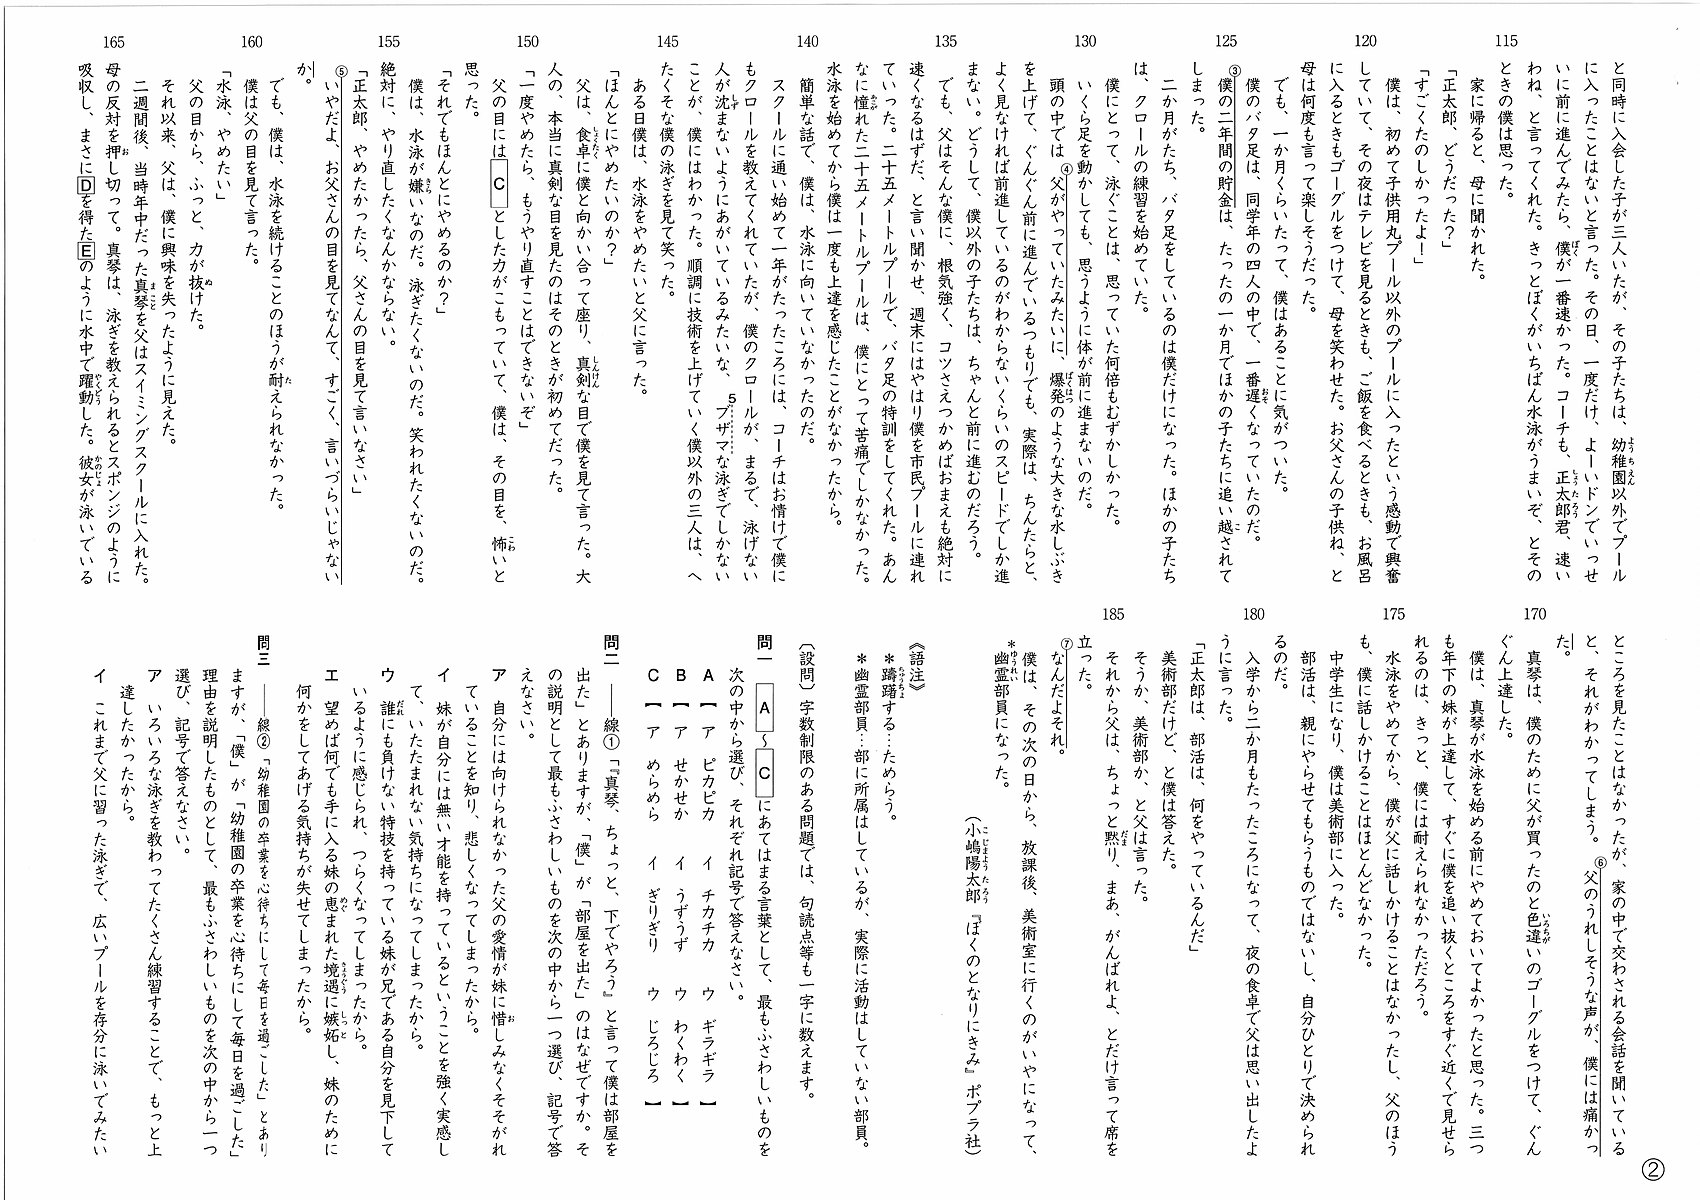 と同時に入会した子が三人いたが、その子たちは、幼稚園以外でプール
に入ったことはないと言った。その日、一度だけ、よーいドンでいっせ
いに前に進んでみたら、僕が一番速かった。コーチも、正太郎君、速い
わね、と言ってくれた。きっとぼくがいちばん水泳がうまいぞ、とその
115
ときの僕は思った。
家に帰ると、母に聞かれた。
「正太郎、どうだった?」
「すごくたのしかったよー」
僕は、初めて子供用丸プール以外のプールに入ったという感動で興奮
120
していて、その夜はテレビを見るときも、ご飯を食べるときも、お風呂
に入るときもゴーグルをつけて、母を笑わせた。お父さんの子供ね、と
母は何度も言って楽しそうだった。
でも、一か月くらいたって、僕はあることに気がついた。
僕のバタ足は、同学年の四人の中で、一番遅くなっていたのだ。
125
③僕の二年間の貯金は、たったの一か月でほかの子たちに追い越されて
しまった。
二か月がたち、バタ足をしているのは僕だけになった。ほかの子たち
は、クロールの練習を始めていた。
僕にとって、泳ぐことは、思っていた何倍もむずかしかった。
130
いくら足を動かしても、思うように体が前に進まないのだ。
頭の中では④父がやっていたみたいに、爆発のような大きな水しぶき
を上げて、ぐんぐん前に進んでいるつもりでも、実際は、ちんたらと、
よく見なければ前進しているのがわからないくらいのスピードでしか進
まない。どうして、僕以外の子たちは、ちゃんと前に進むのだろう。
135
でも、父はそんな僕に、根気強く、コツさえつかめばおまえも絶対に
速くなるはずだ、と言い聞かせ、週末にはやはり僕を市民プールに連れ
ていった。二十五メートルプールで、バタ足の特訓をしてくれた。あん
なに憧れた二十五メートルプールは、僕にとって苦痛でしかなかった。
水泳を始めてから僕は一度も上達を感じたことがなかったから。
140
簡単な話で、僕は、水泳に向いていなかったのだ。
スクールに通い始めて一年がたったころには、コーチはお情けで僕に
もクロールを教えてくれていたが、僕のクロールが、まるで、泳げない
人が沈まないようにあがいているみたいな、5ブザマな泳ぎでしかない
ことが、僕にはわかった。順調に技術を上げていく僕以外の三人は、へ
145
たくそな僕の泳ぎを見て笑った。
ある日僕は、水泳をやめたいと父に言った。
「ほんとにやめたいのか?」
父は、食卓に僕と向かい合って座り、真剣な目で僕を見て言った。大
人の、本当に真剣な目を見たのはそのときが初めてだった。
150
「一度やめたら、もうやり直すことはできないぞ」
父の目にはCとした力がこもっていて、僕は、その目を、怖いと
思った。
「それでもほんとにやめるのか?」
僕は、水泳が嫌いなのだ。泳ぎたくないのだ。笑われたくないのだ。
155
絶対に、やり直したくなんかならない。
「正太郎、やめたかったら、父さんの目を見て言いなさい」
⑤いやだよ、お父さんの目を見てなんて、すごく、言いづらいじゃない
か。
でも、僕は、水泳を続けることのほうが耐えられなかった。
160
僕は父の目を見て言った。
「水泳、やめたい」
父の目から、ふっと、力が抜けた。
それ以来、父は、僕に興味を失ったように見えた。
二週間後、当時年中だった真琴を父はスイミングスクールに入れた。
165
母の反対を押し切って。真琴は、泳ぎを教えられるとスポンジのように
吸収し、まさにDを得たEのように水中で躍動した。彼女が泳いでいる
ところを見たことはなかったが、家の中で交わされる会話を聞いている
と、それがわかってしまう。⑥父のうれしそうな声が、僕には痛かっ
た。
170
真琴は、僕のために父が買ったのと色違いのゴーグルをつけて、ぐん
ぐん上達した。
僕は、真琴が水泳を始める前にやめておいてよかったと思った。三つ
も年下の妹が上達して、すぐに僕を追い抜くところをすぐ近くで見せら
れるのは、きっと、僕には耐えられなかっただろう。
175
水泳をやめてから、僕が父に話しかけることはなかったし、父のほう
も、僕に話しかけることはほとんどなかった。
中学生になり、僕は美術部に入った。
部活は、親にやらせてもらうものではないし、自分ひとりで決められ
るのだ。
180
入学から二か月もたったころになって、夜の食卓で父は思い出したよ
うに言った。
「正太郎は、部活は、何をやっているんだ」
美術部だけど、と僕は答えた。
そうか、美術部か、と父は言った。
185
それから父は、ちょっと黙り、まあ、がんばれよ、とだけ言って席を
立った。
⑦なんだよそれ。
僕は、その次の日から、放課後、美術室に行くのがいやになって、
*幽霊部員になった。
(小嶋陽太郎『ぼくのとなりにきみ』ポプラ社)
《語注》
*躊躇する…ためらう。
*幽霊部員…部に所属はしているが、実際に活動はしていない部員。
〔設問〕字数制限のある問題では、句読点等も一字に数えます。
問一 A～Cにあてはまる言葉として、最もふさわしいものを
次の中から選び、それぞれ記号で答えなさい。
A 【 ア ピカピカ イ チカチカ ウ ギラギラ 】
B 【 ア せかせか イ うずうず ウ わくわく 】
C 【 ア めらめら イ ぎりぎり ウ じろじろ 】
問二 ――線①「『真琴、ちょっと、下でやろう』と言って僕は部屋を
出た」とありますが、「僕」が「部屋を出た」のはなぜですか。そ
の説明として最もふさわしいものを次の中から一つ選び、記号で答
えなさい。
ア 自分には向けられなかった父の愛情が妹に惜しみなくそそがれ
ていることを知り、悲しくなってしまったから。
イ 妹が自分には無い才能を持っているということを強く実感し
て、いたたまれない気持ちになってしまったから。
ウ 誰にも負けない特技を持っている妹が兄である自分を見下して
いるように感じられ、つらくなってしまったから。
エ 望めば何でも手に入る妹の恵まれた境遇に嫉妬し、妹のために
何かをしてあげる気持ちが失せてしまったから。
問三 ――線②「幼稚園の卒業を心待ちにして毎日を過ごした」とあり
ますが、「僕」が「幼稚園の卒業を心待ちにして毎日を過ごした」
理由を説明したものとして、最もふさわしいものを次の中から一つ
選び、記号で答えなさい。
ア いろいろな泳ぎを教わってたくさん練習することで、もっと上
達したかったから。
イ これまで父に習った泳ぎで、広いプールを存分に泳いでみたい
②